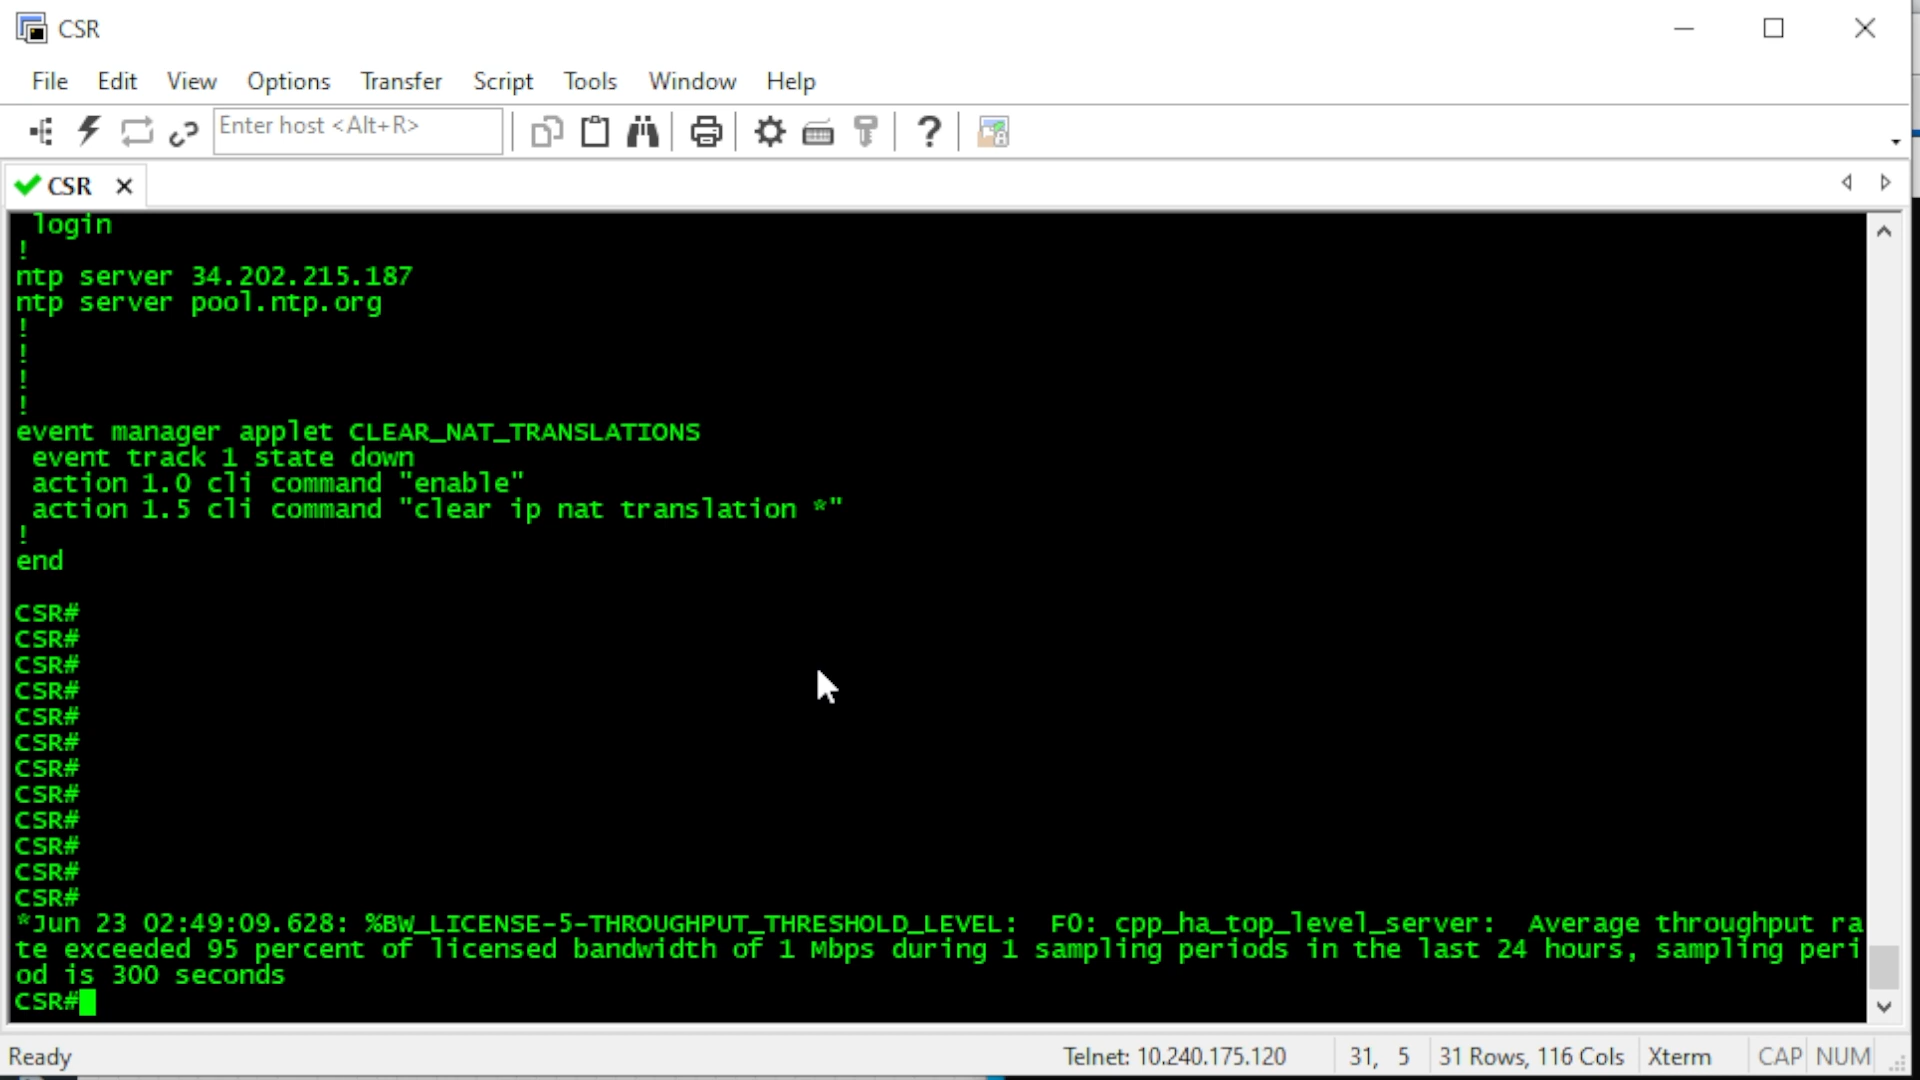 CSR
File Edit View Options Transfer Script Tools Window Help
Enter host <Alt+R>
CSR
login
!
ntp server 34.202.215.187
ntp server pool.ntp.org
!
!
!
!
event manager applet CLEAR_NAT_TRANSLATIONS
event track 1 state down
action 1.0 cli command "enable"
action 1.5 cli command "clear ip nat translation *"
!
end
CSR#
CSR#
CSR#
CSR#
CSR#
CSR#
CSR#
CSR#
CSR#
CSR#
CSR#
CSR#
*Jun 23 02:49:09.628: %BW_LICENSE-5-THROUGHPUT_THRESHOLD_LEVEL: F0: cpp_ha_top_level_server: Average throughput ra
te exceeded 95 percent of licensed bandwidth of 1 Mbps during 1 sampling periods in the last 24 hours, sampling peri
od is 300 seconds
CSR#
Ready Telnet: 10.240.175.120 31, 5 31 Rows, 116 Cols Xterm CAP NUM